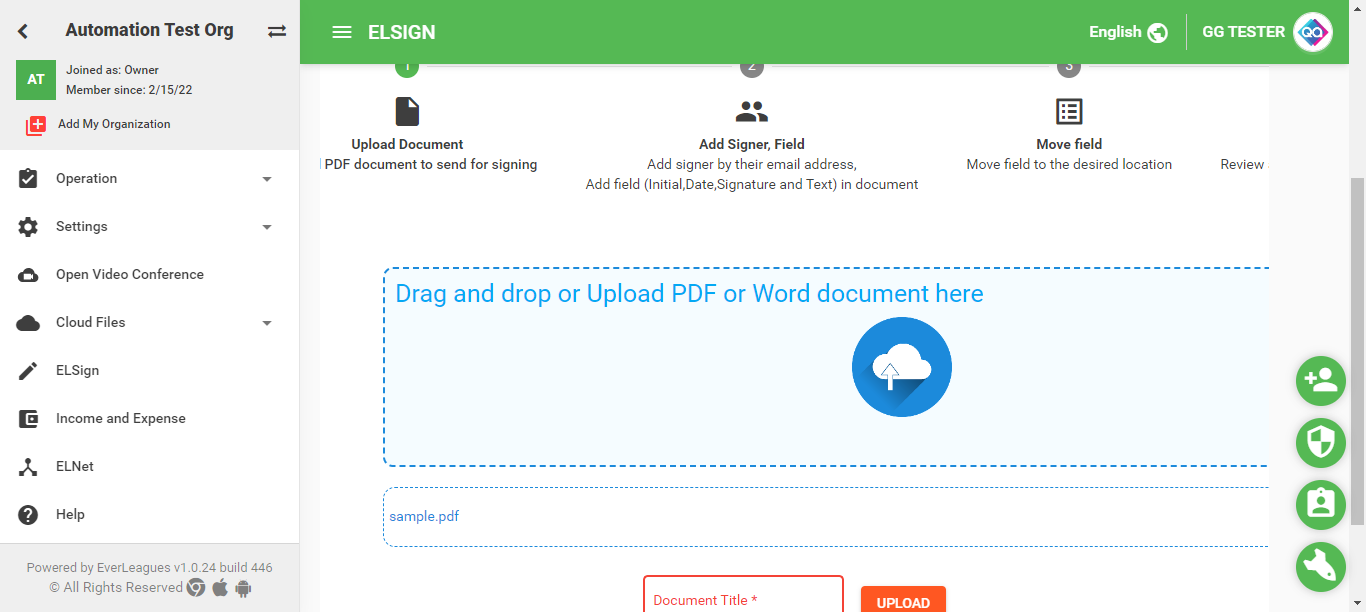 Automation Test Org
AT
Joined as: Owner
Member since: 2/15/22
Add My Organization
Operation
Settings
Open Video Conference
Cloud Files
ELSign
Income and Expense
ELNet
Help
Powered by EverLeagues v1.0.24 build 446
© All Rights Reserved
ELSIGN
English
GG TESTER
QA
1
2
3
Upload Document
PDF document to send for signing
Add Signer, Field
Add signer by their email address,
Add field (Initial,Date,Signature and Text) in document
Move field
Move field to the desired location
Review
Drag and drop or Upload PDF or Word document here
sample.pdf
Document Title *
UPLOAD